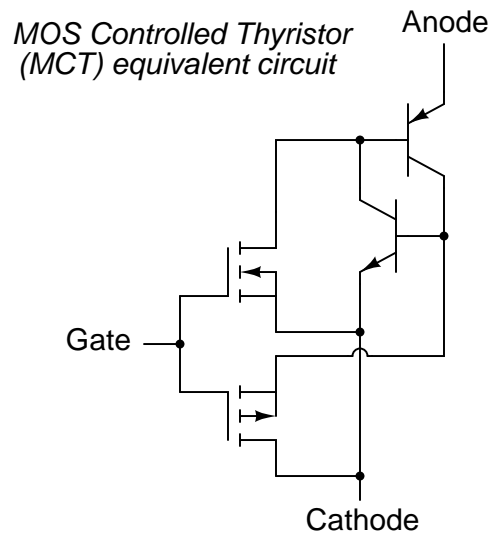 MOS Controlled Thyristor
(MCT) equivalent circuit
Anode
Gate
Cathode